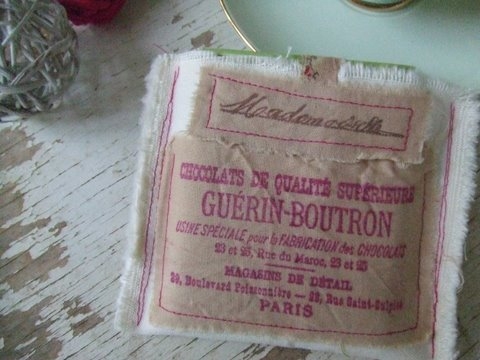 Mademoiselle
CHOCOLATS DE QUALITÉ SUPÉRIEURE
GUÉRIN-BOUTRON
USINE SPÉCIALE pour la FABRICATION des CHOCOLATS
23 et 25, Rue du Maroc, 23 et 25
MAGASINS DE DÉTAIL
29, Boulevard Poissonnière — 28, Rue Saint-Sulpice
PARIS